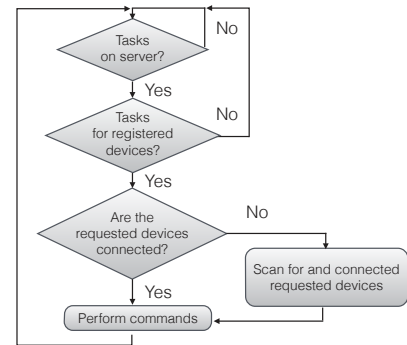 Tasks
on server?
No
Yes
Tasks
for registered
devices?
No
Yes
Are the
requested devices
connected?
No
Scan for and connected
requested devices
Yes
Perform commands